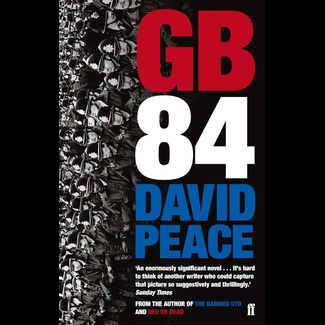 GB
84
DAVID
PEACE
‘An enormously significant novel . . . It's hard
to think of another writer who could capture
that picture so suggestively and thrillingly.’
Sunday Times
FROM THE AUTHOR OF THE DAMNED UTD
AND RED OR DEAD
ff